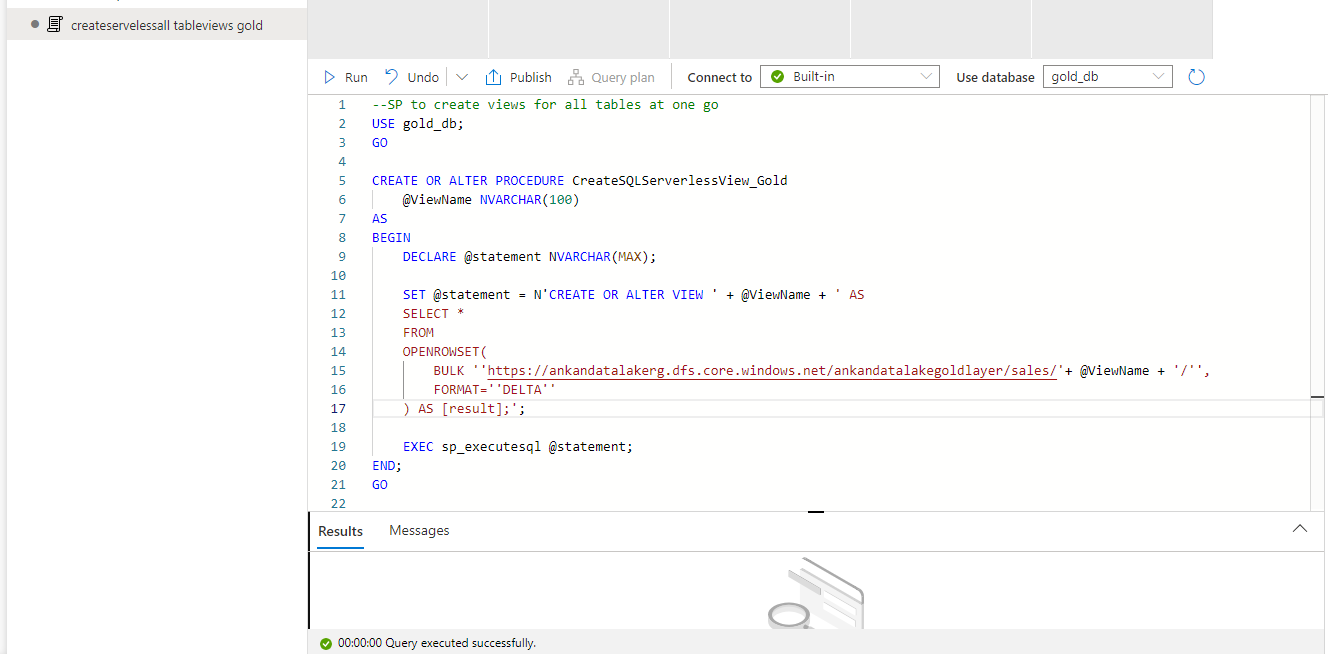 createservelessall tableviews gold
Run Undo Publish Query plan Connect to Built-in Use database gold_db
1 --SP to create views for all tables at one go
2 USE gold_db;
3 GO
4
5 CREATE OR ALTER PROCEDURE CreateSQLServerlessView_Gold
6 @ViewName NVARCHAR(100)
7 AS
8 BEGIN
9 DECLARE @statement NVARCHAR(MAX);
10
11 SET @statement = N'CREATE OR ALTER VIEW ' + @ViewName + ' AS
12 SELECT *
13 FROM
14 OPENROWSET(
15 BULK ''https://ankandatalakerg.dfs.core.windows.net/ankandatalakegoldlayer/sales/'+ @ViewName + '/'',
16 FORMAT=''DELTA''
17 ) AS [result];';
18
19 EXEC sp_executesql @statement;
20 END;
21 GO
22
Results Messages
00:00:00 Query executed successfully.